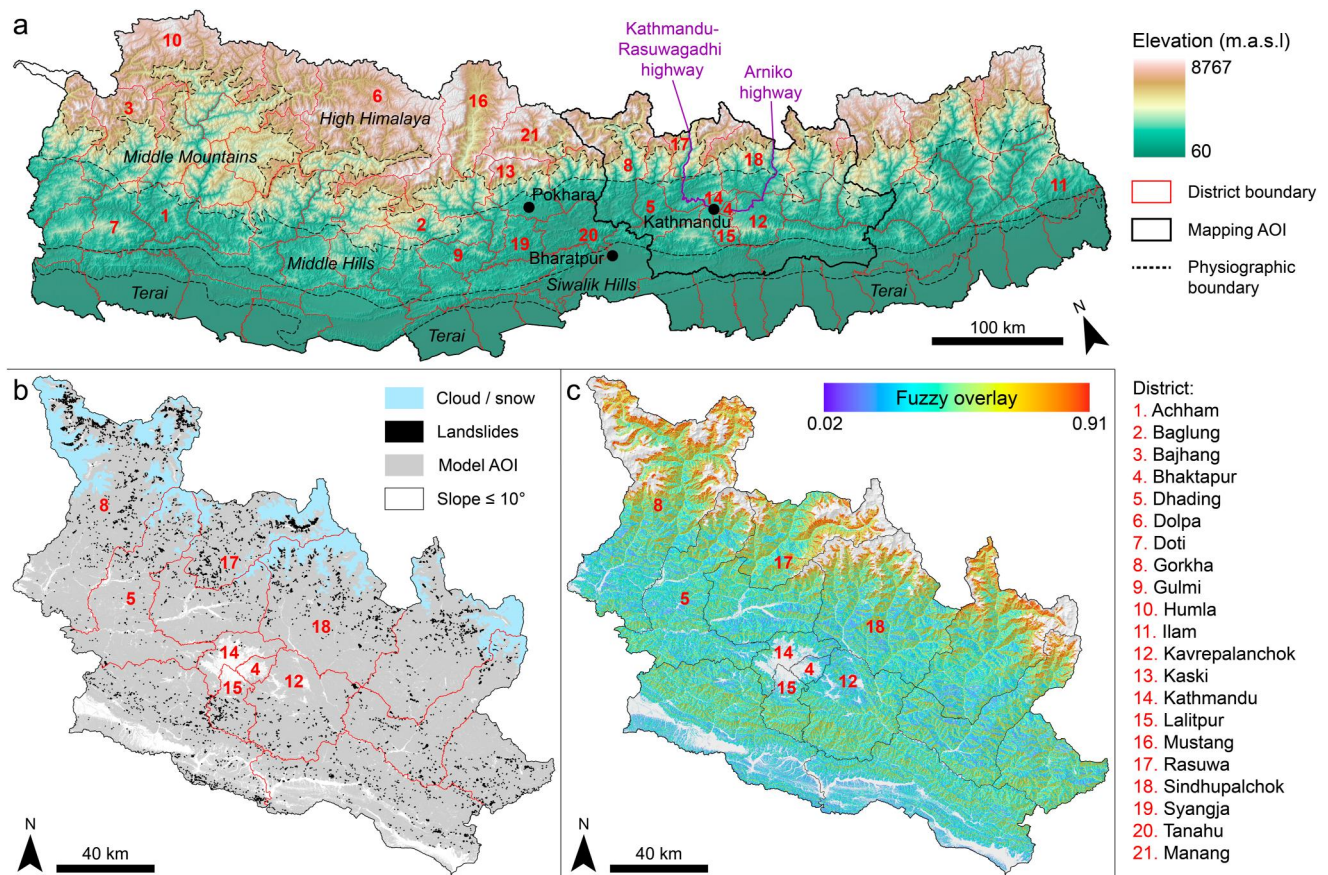 a
Kathmandu-
Rasuwagadhi
highway
Arniko
highway
10
3
6
High Himalaya
16
21
13
Middle Mountains
8
17
18
Pokhara
1
7
2
9
19
20
Middle Hills
Bharatpur
Siwalik Hills
5
14
4
Kathmandu
12
15
11
Terai
Terai
Terai
N
100 km
Elevation (m.a.s.l)
8767
60
District boundary
Mapping AOI
Physiographic
boundary
b
Cloud / snow
Landslides
Model AOI
Slope ≤ 10°
8
17
5
18
14
4
15
12
N
40 km
c
Fuzzy overlay
0.02
0.91
8
17
5
18
14
4
15
12
N
40 km
District:
1. Achham
2. Baglung
3. Bajhang
4. Bhaktapur
5. Dhading
6. Dolpa
7. Doti
8. Gorkha
9. Gulmi
10. Humla
11. Ilam
12. Kavrepalanchok
13. Kaski
14. Kathmandu
15. Lalitpur
16. Mustang
17. Rasuwa
18. Sindhupalchok
19. Syangja
20. Tanahu
21. Manang